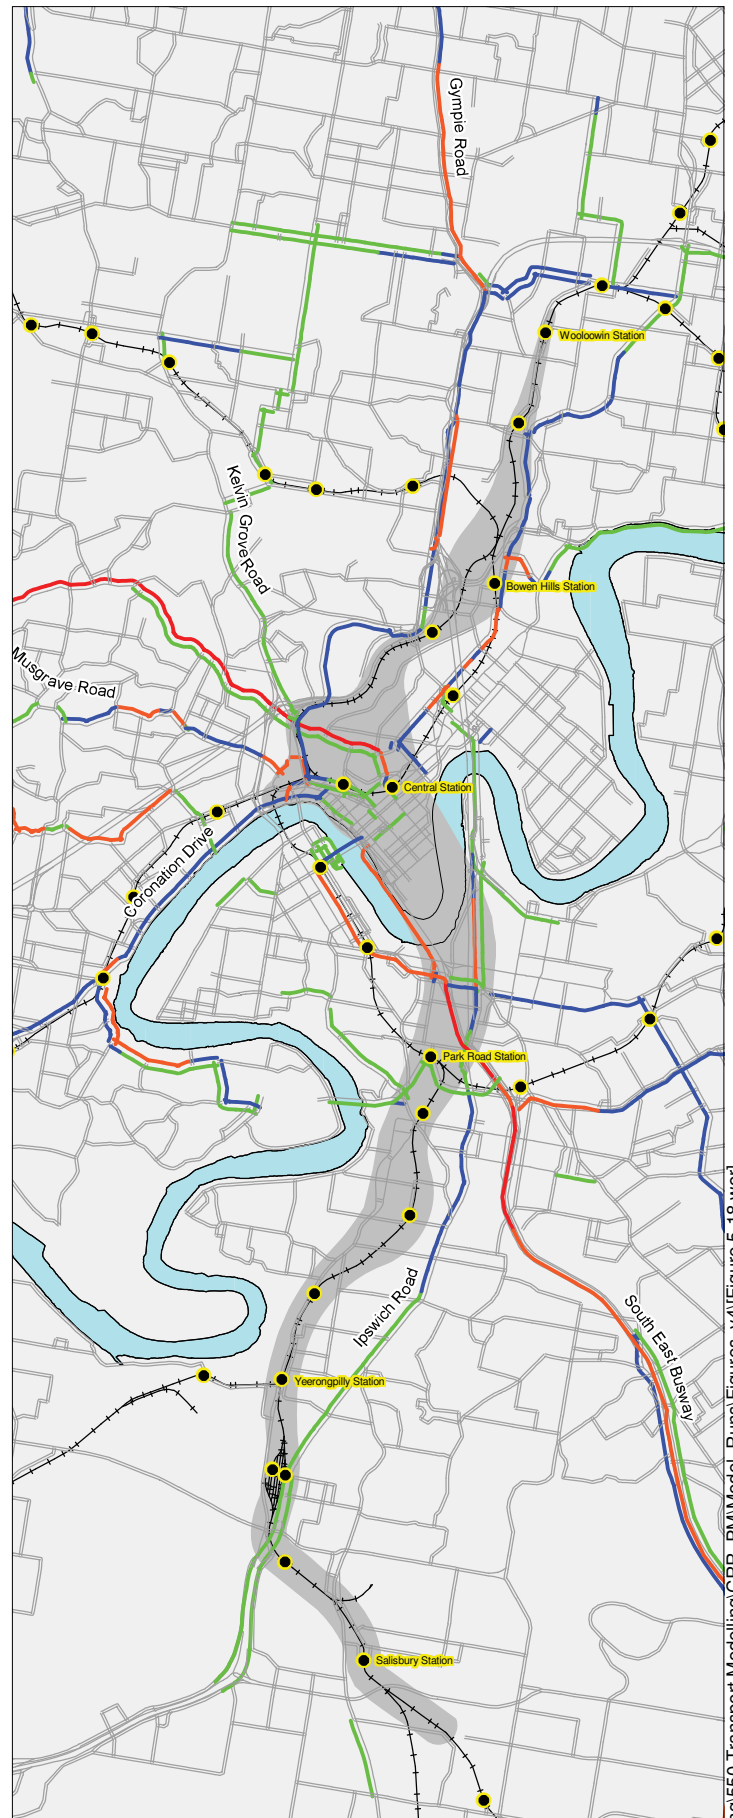 Gympie Road
Wooloowin Station
Kelvin Grove Road
Bowen Hills Station
Musgrave Road
Central Station
Coronation Drive
Park Road Station
Ipswich Road
South East Busway
Yeerongpilly Station
Salisbury Station